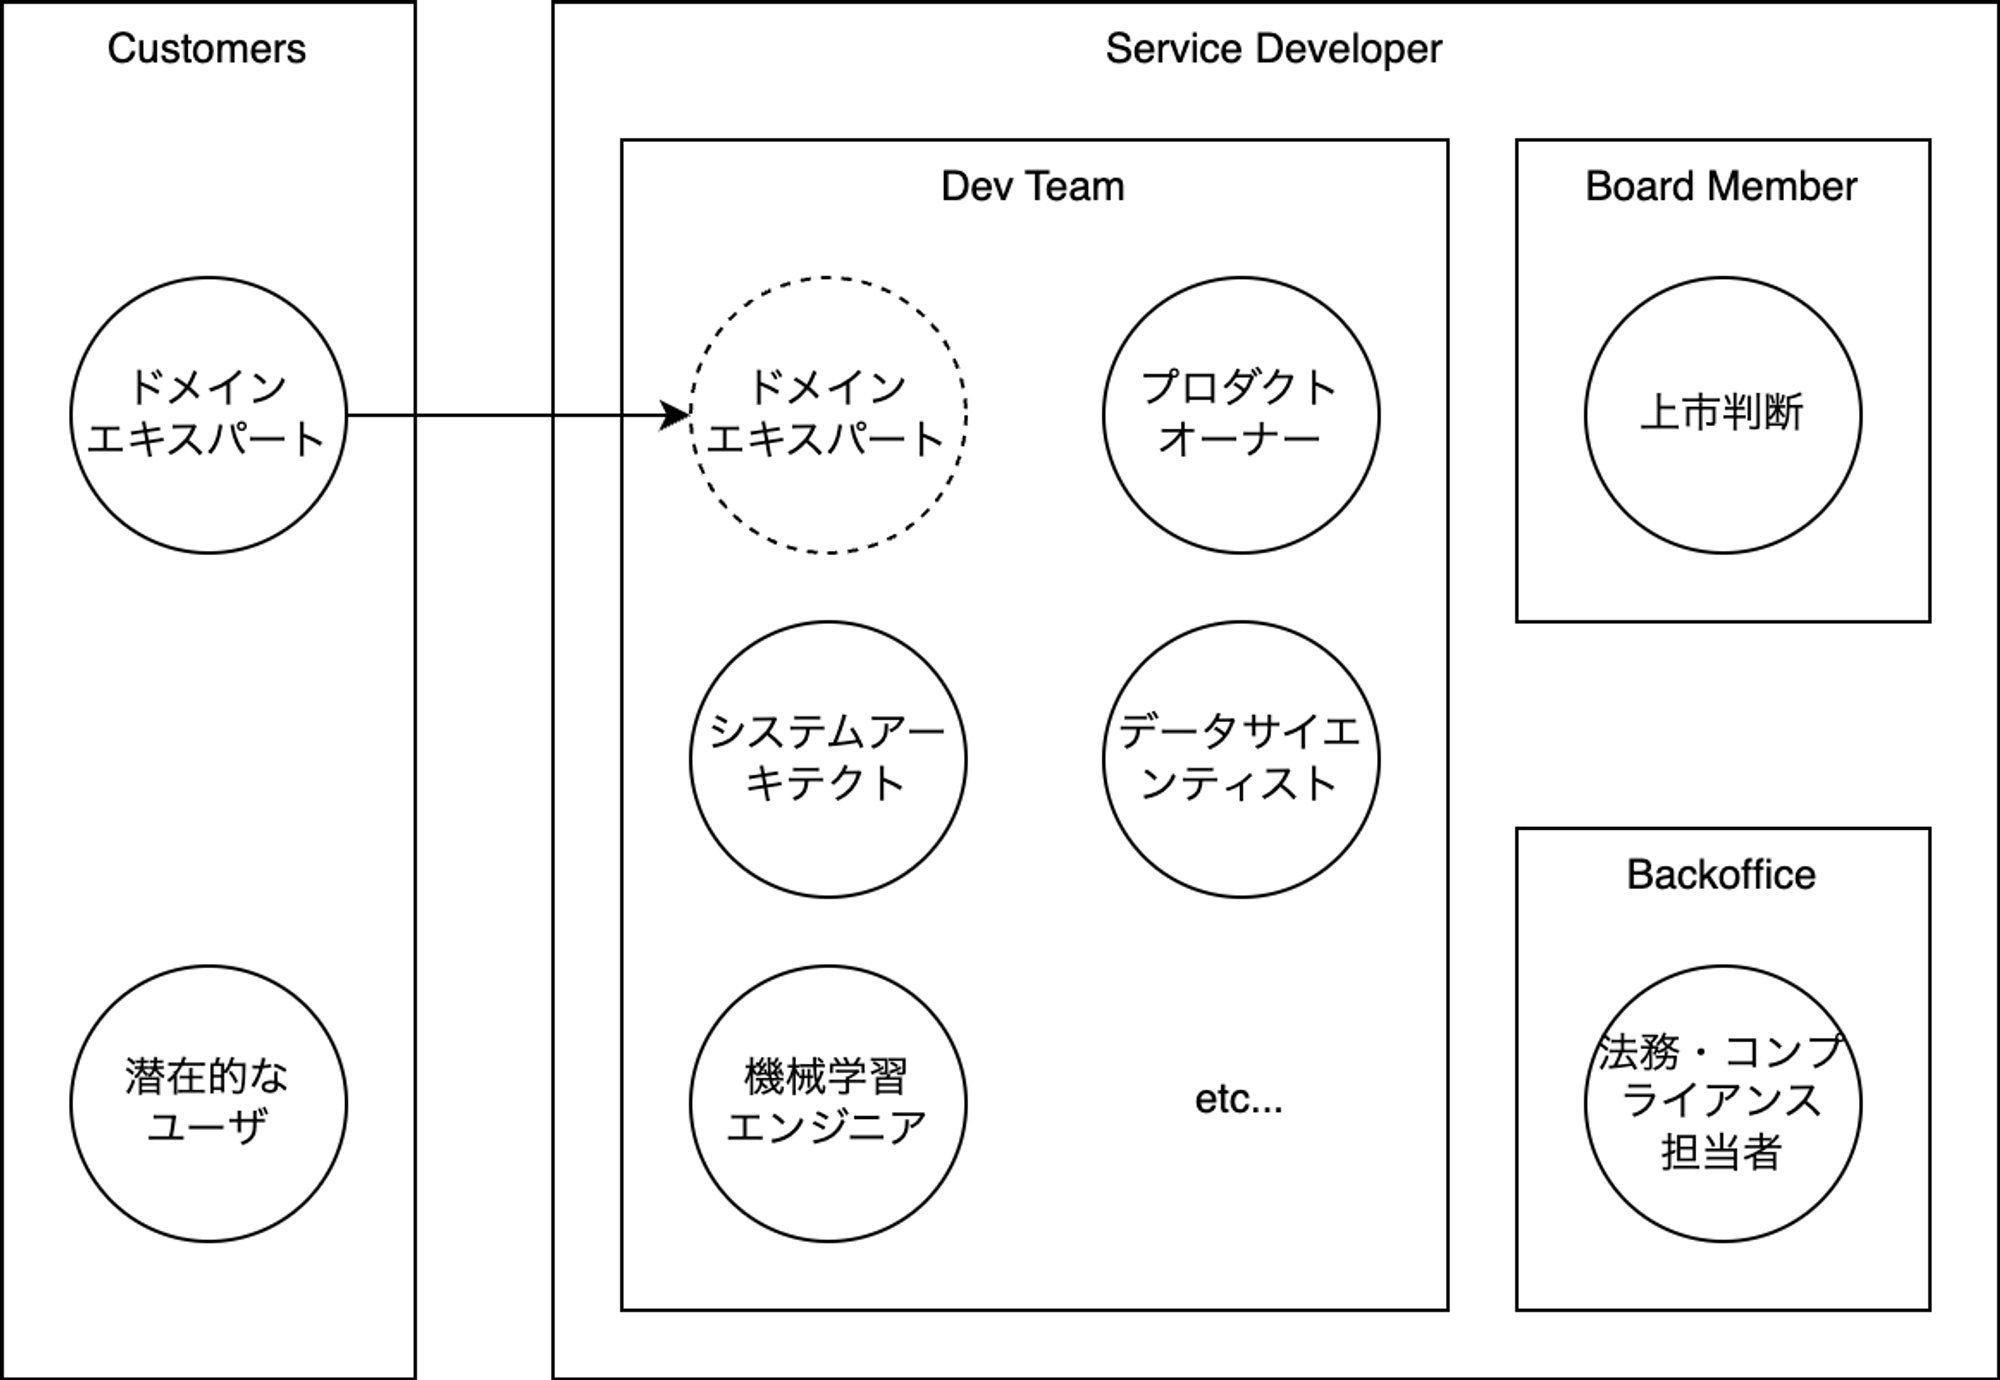 Customers
Service Developer
Dev Team
Board Member
ドメイン
エキスパート
ドメイン
エキスパート
プロダクト
オーナー
上市判断
システムアー
キテクト
データサイエ
ンティスト
Backoffice
潜在的な
ユーザ
機械学習
エンジニア
etc...
法務・コンプ
ライアンス
担当者